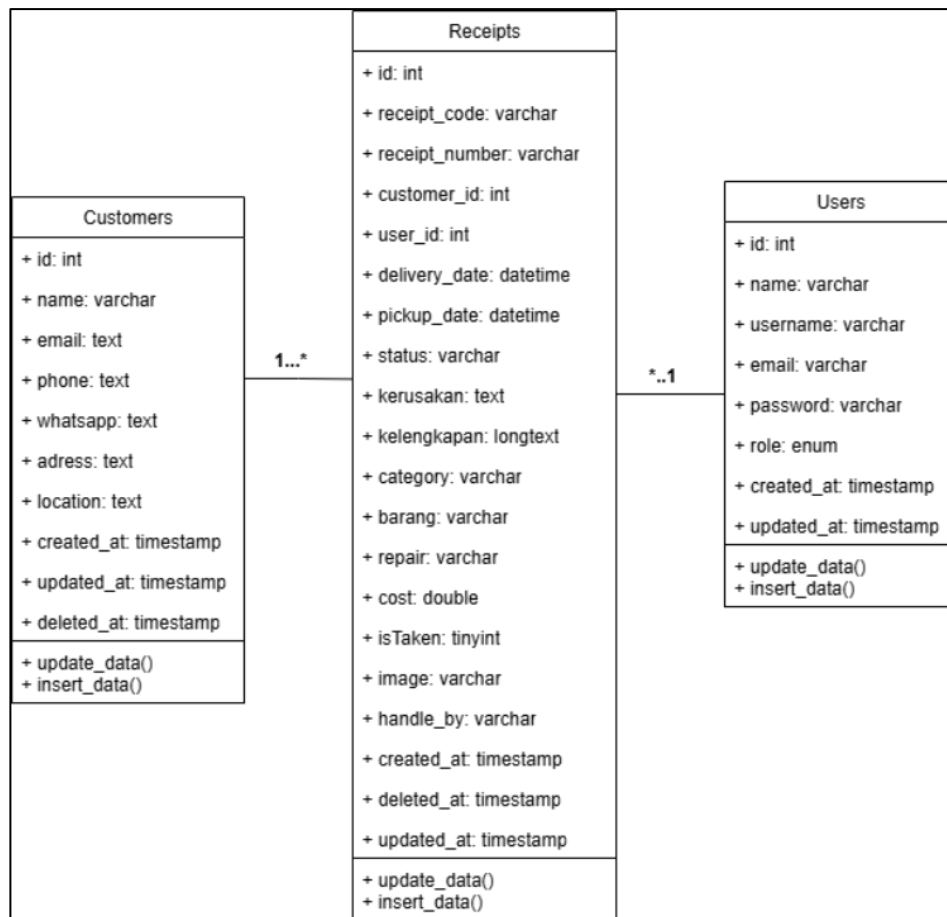 Receipts
+ id: int
+ receipt_code: varchar
+ receipt_number: varchar
+ customer_id: int
+ user_id: int
+ delivery_date: datetime
+ pickup_date: datetime
+ status: varchar
+ kerusakan: text
+ kelengkapan: longtext
+ category: varchar
+ barang: varchar
+ repair: varchar
+ cost: double
+ isTaken: tinyint
+ image: varchar
+ handle_by: varchar
+ created_at: timestamp
+ deleted_at: timestamp
+ updated_at: timestamp
+ update_data()
+ insert_data()
Customers
+ id: int
+ name: varchar
+ email: text
+ phone: text
+ whatsapp: text
+ adress: text
+ location: text
+ created_at: timestamp
+ updated_at: timestamp
+ deleted_at: timestamp
+ update_data()
+ insert_data()
1...*
*..1
Users
+ id: int
+ name: varchar
+ username: varchar
+ email: varchar
+ password: varchar
+ role: enum
+ created_at: timestamp
+ updated_at: timestamp
+ update_data()
+ insert_data()